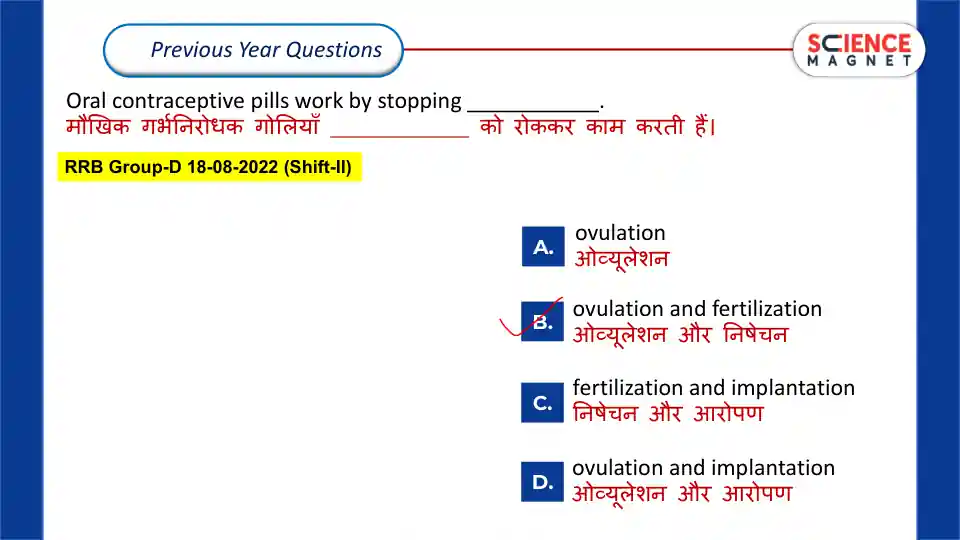 Previous Year Questions
SCIENCE
MAGNET
Oral contraceptive pills work by stopping ___________.
मौखिक गर्भनिरोधक गोलियाँ ____________ को रोककर काम करती हैं।
RRB Group-D 18-08-2022 (Shift-II)
A. ovulation
ओव्यूलेशन
B. ovulation and fertilization
ओव्यूलेशन और निषेचन
C. fertilization and implantation
निषेचन और आरोपण
D. ovulation and implantation
ओव्यूलेशन और आरोपण